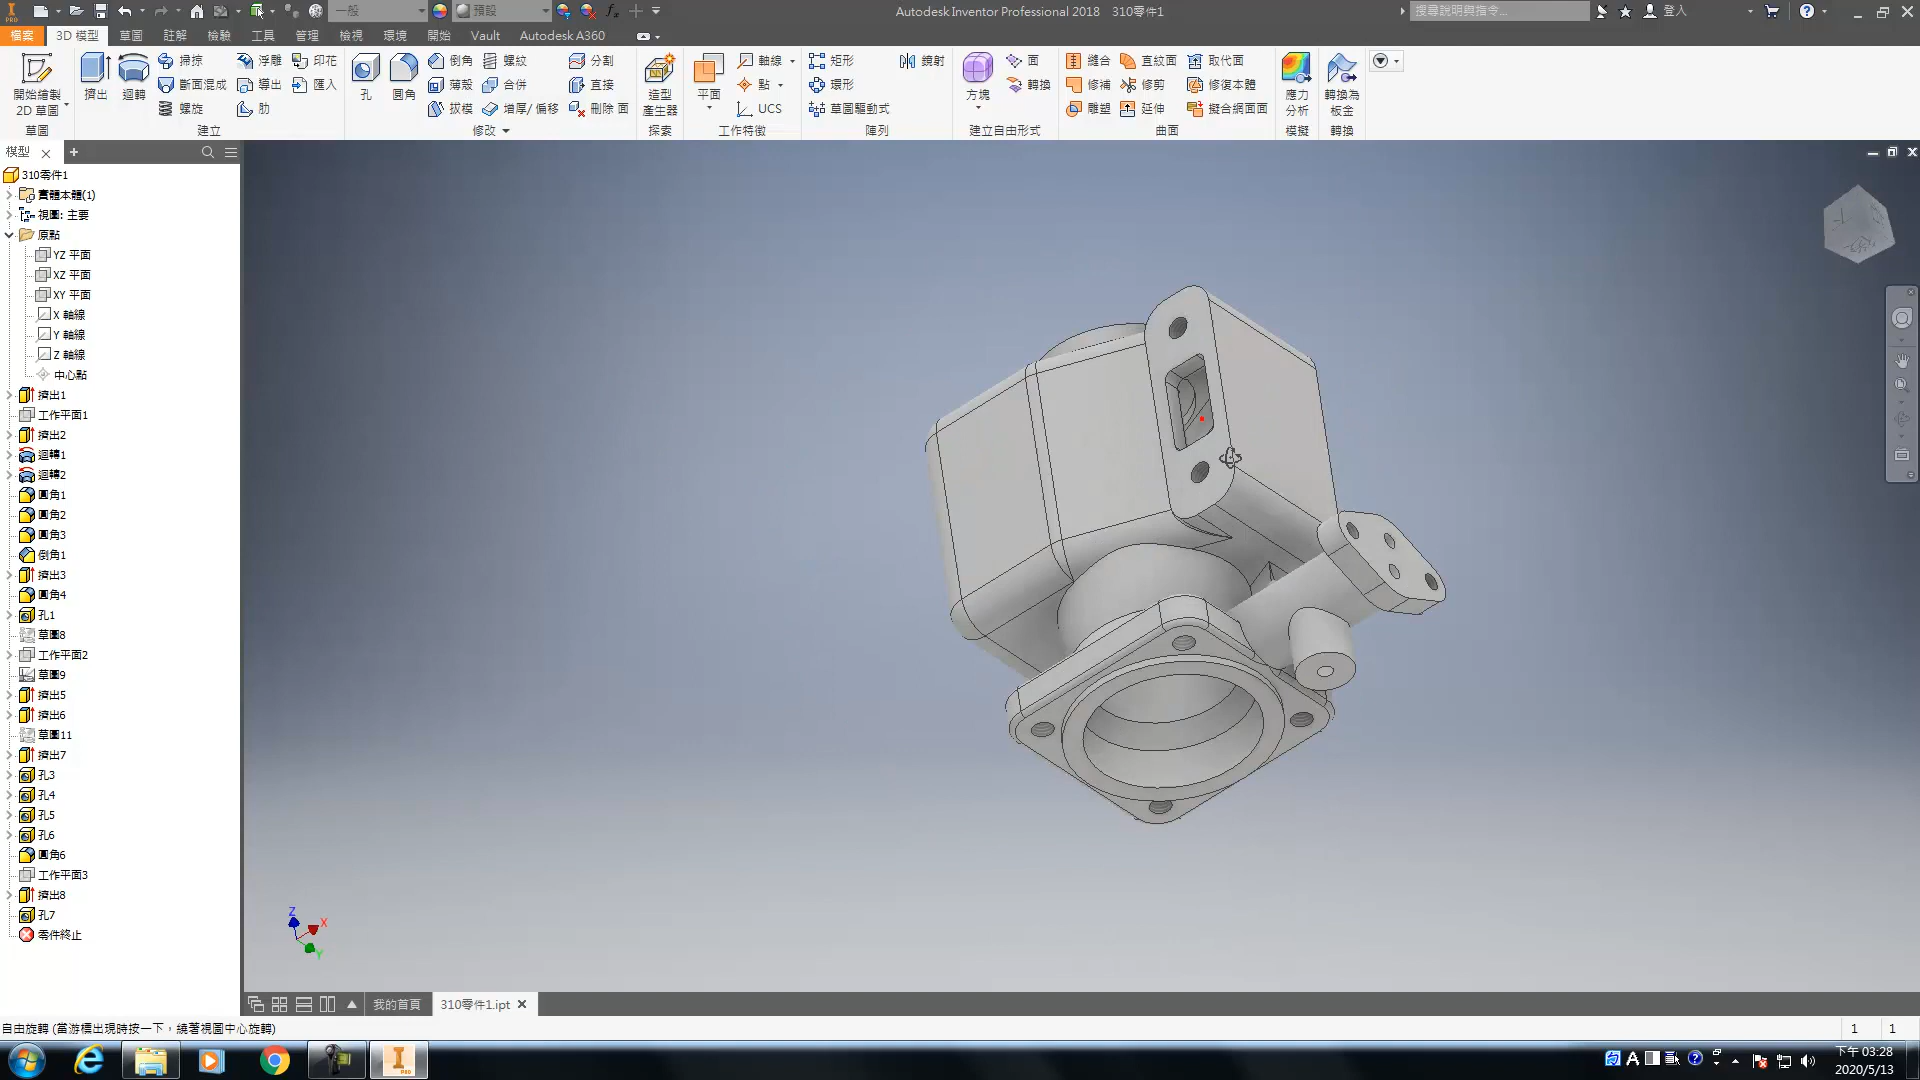 一般
預設
Autodesk Inventor Professional 2018 310零件1
搜尋說明與指令...
登入
檔案 3D 模型 草圖 註解 檢驗 工具 管理 檢視 環境 開始 Vault Autodesk A360
開始繪製
2D 草圖
擠出
迴轉
掃掠
斷面混成
螺旋
浮雕
導出
肋
印花
匯入
孔
圓角
倒角
薄殼
拔模
螺紋
合併
增厚/ 偏移
分割
直接
刪除 面
造型
產生器
平面
軸線
點
UCS
矩形
環形
草圖驅動式
鏡射
方塊
面
轉換
縫合
修補
雕塑
直紋面
修剪
延伸
取代面
修復本體
擬合網面面
應力
分析
轉換為
板金
草圖 建立 修改 探索 工作特徵 陣列 建立自由形式 曲面 模擬 轉換
模型
310零件1
實體本體(1)
視圖: 主要
原點
YZ 平面
XZ 平面
XY 平面
X 軸線
Y 軸線
Z 軸線
中心點
擠出1
工作平面1
擠出2
迴轉1
迴轉2
圓角1
圓角2
圓角3
倒角1
擠出3
圓角4
孔1
草圖8
工作平面2
草圖9
擠出5
擠出6
草圖11
擠出7
孔3
孔4
孔5
孔6
圓角6
工作平面3
擠出8
孔7
零件終止
Z
X
Y
我的首頁 310零件1.ipt
自由旋轉 (當游標出現時按一下，繞著視圖中心旋轉)
1 1
下午 03:28
2020/5/13